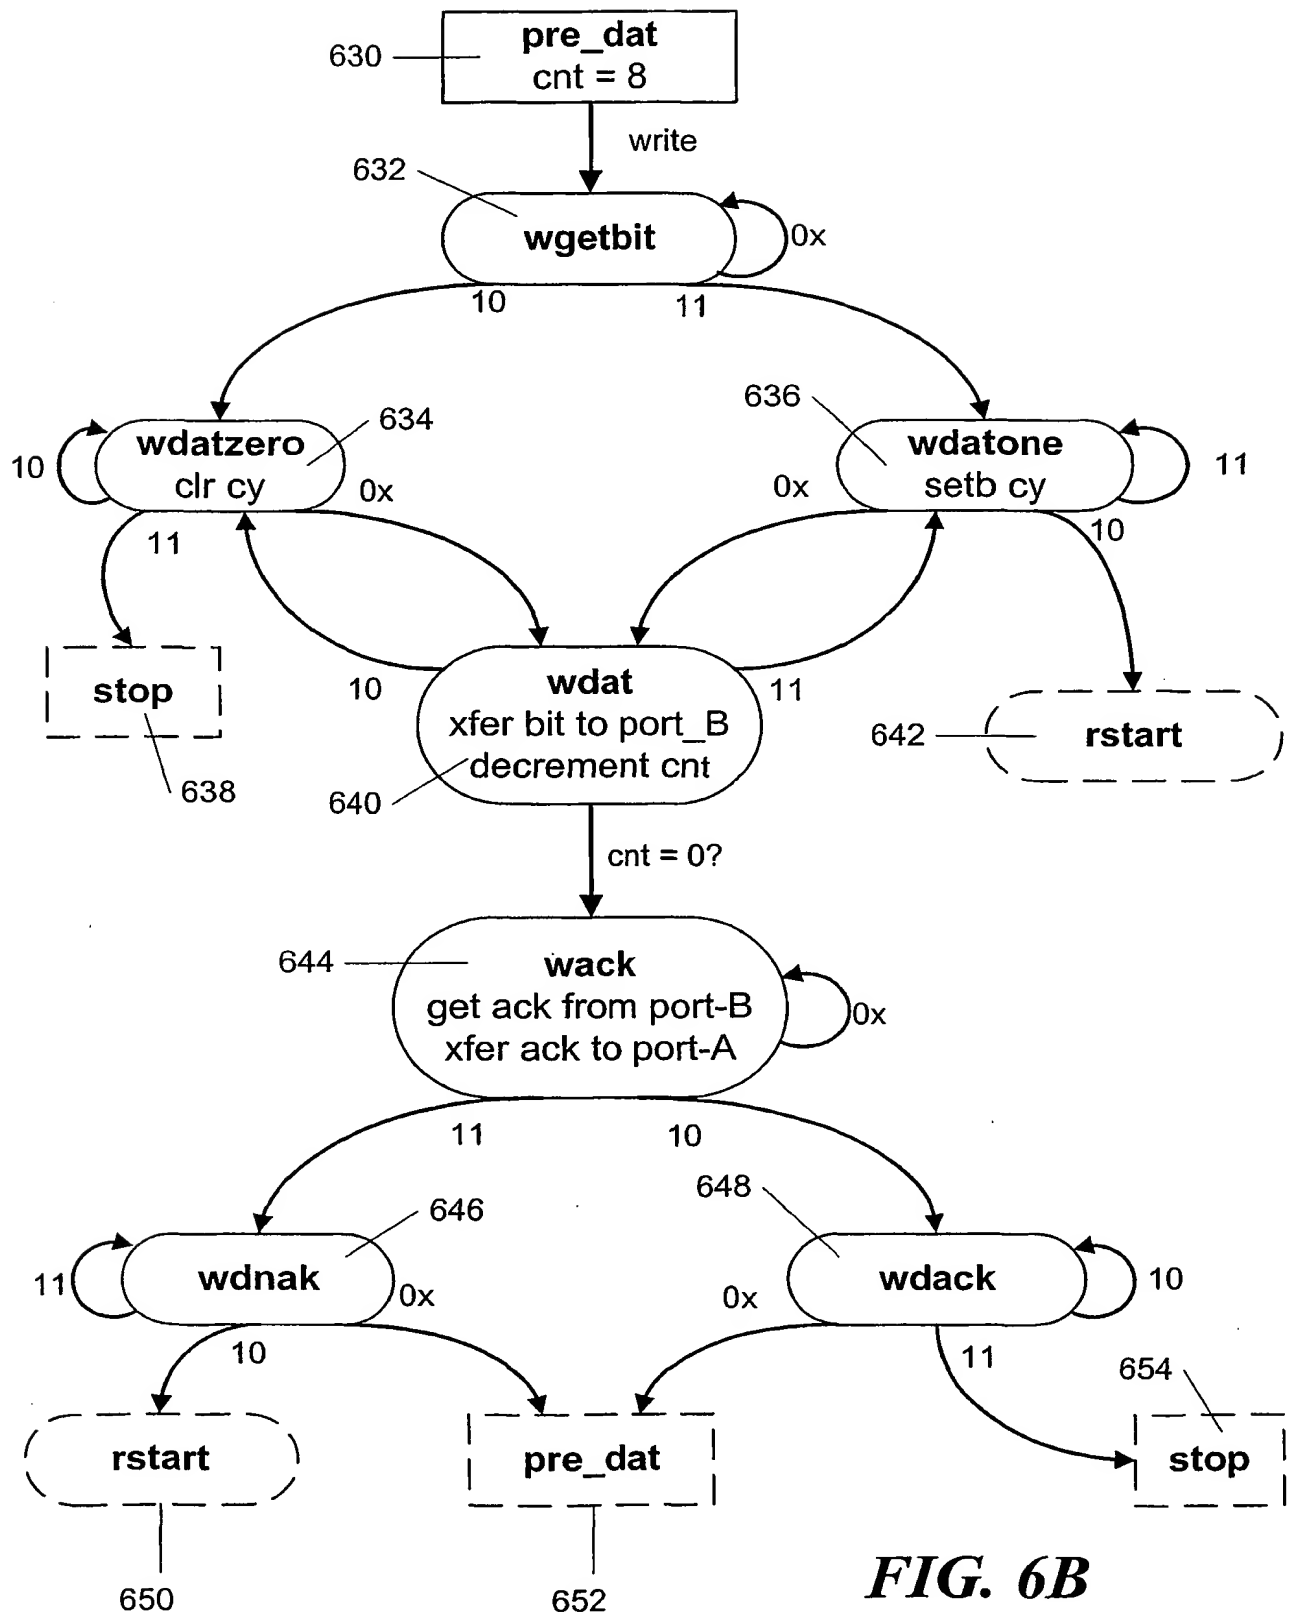 pre_dat
630
cnt = 8
write
632
wgetbit
0x
10
11
636
634
wdatzero
wdatone
10
11
clr cy
0x
0x
setb cy
11
10
stop
wdat
10
11
xfer bit to port_B
642
rstart
decrement cnt
638
640
cnt = 0?
644
wack
get ack from port-B
0x
xfer ack to port-A
11
10
648
646
11
wdnak
0x
0x
wdack
10
10
11
654
rstart
pre_dat
stop
650
652
FIG. 6B